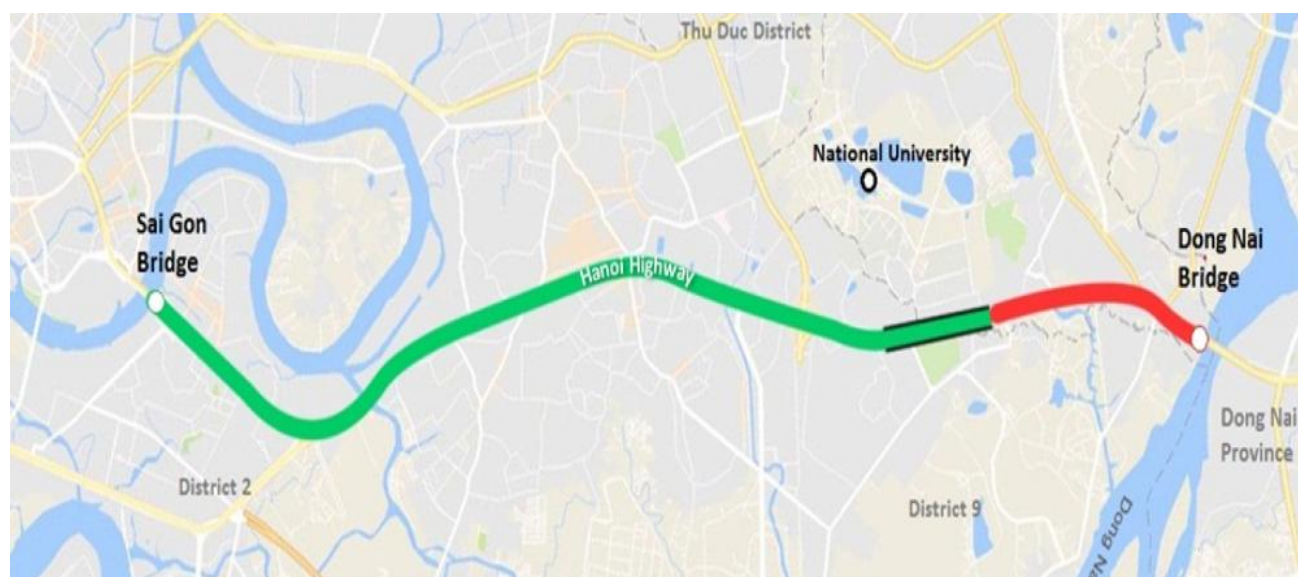 Thu Duc District
National University
Sai Gon
Bridge
Dong Nai
Bridge
Hanoi Highway
Dong Nai
Province
District 2
District 9
Dong Na